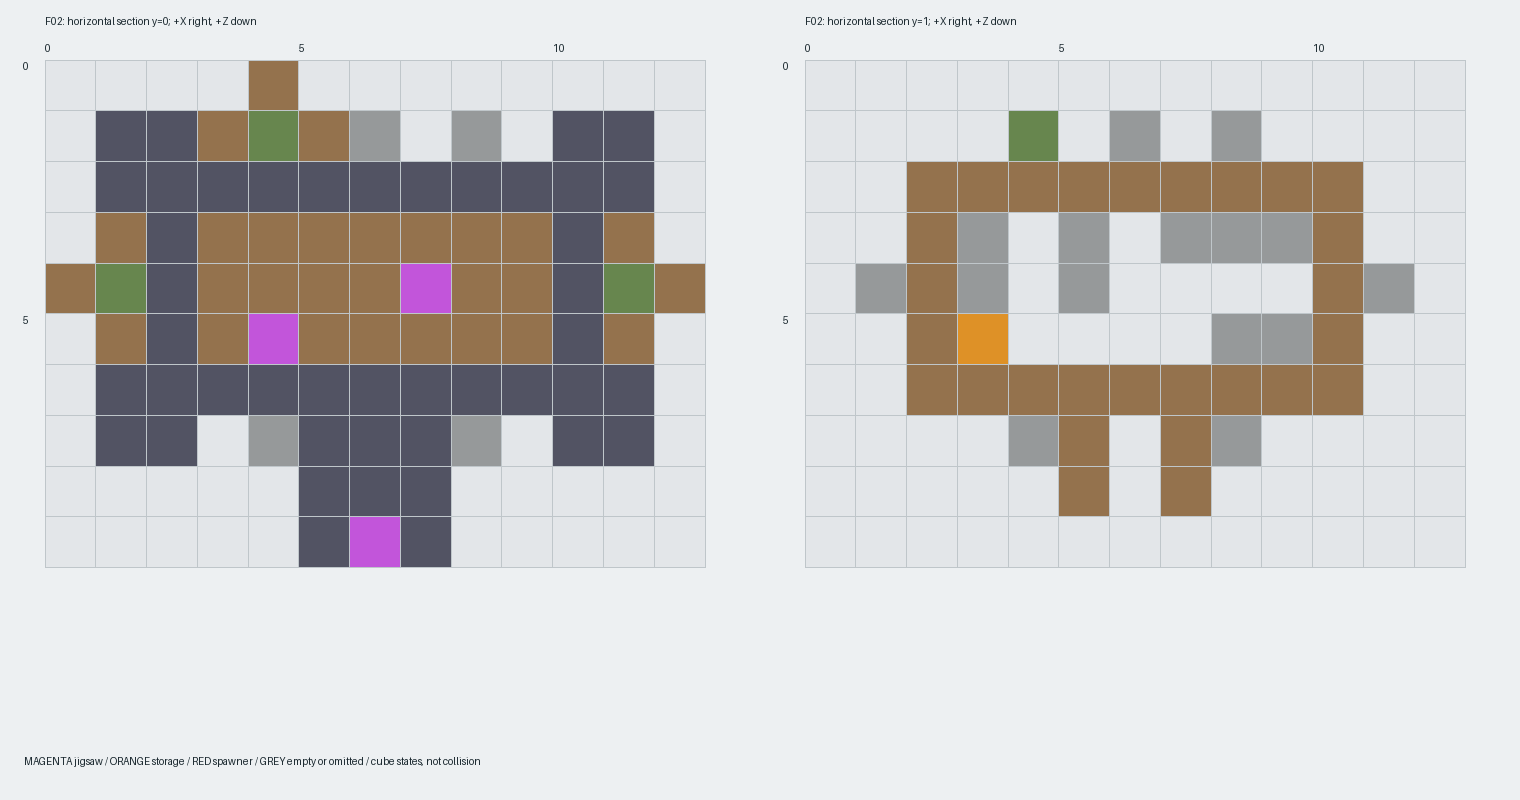 F02: horizontal section y=0; +X right, +Z down
F02: horizontal section y=1; +X right, +Z down
0 5 10
0 5 10
0
0
5
5
MAGENTA jigsaw / ORANGE storage / RED spawner / GREY empty or omitted / cube states, not collision